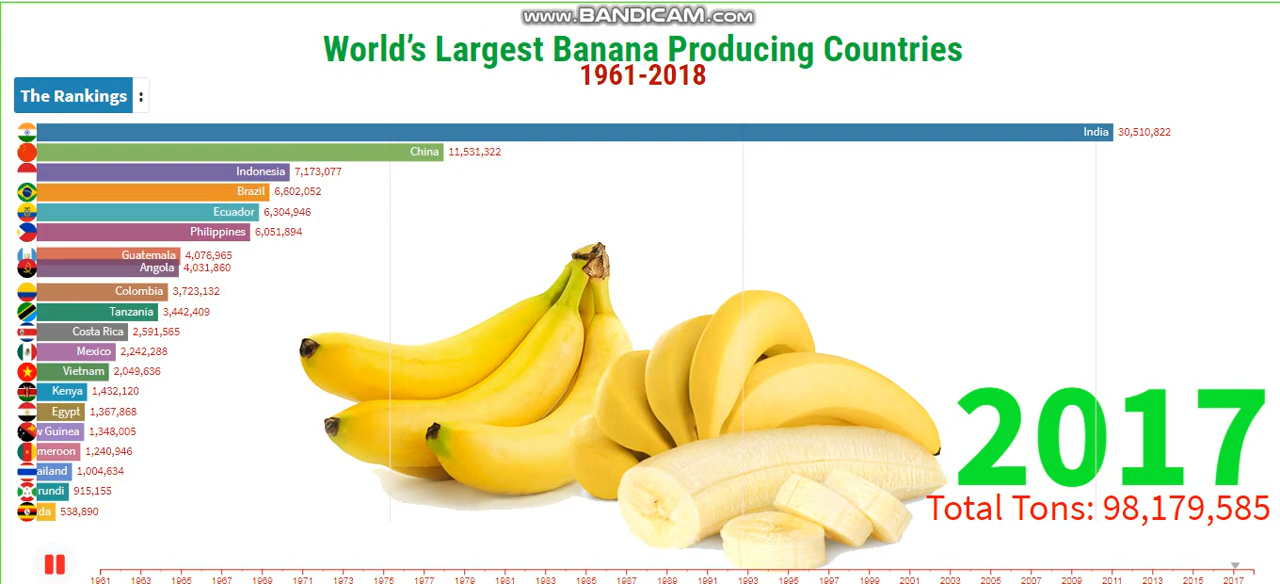 www.BANDICAM.com
World's Largest Banana Producing Countries
1961-2018
The Rankings :
India 30,510,822
China 11,531,322
Indonesia 7,173,077
Brazil 6,602,052
Ecuador 6,304,946
Philippines 6,051,894
Guatemala 4,076,965
Angola 4,031,860
Colombia 3,723,132
Tanzania 3,442,409
Costa Rica 2,591,565
Mexico 2,242,288
Vietnam 2,049,636
Kenya 1,432,120
Egypt 1,367,868
w Guinea 1,348,005
meroon 1,240,946
ailand 1,004,634
rundi 915,155
da 538,890
2017
Total Tons: 98,179,585
1961 1963 1965 1967 1969 1971 1973 1975 1977 1979 1981 1983 1985 1987 1989 1991 1993 1995 1997 1999 2001 2003 2005 2007 2009 2011 2013 2015 2017